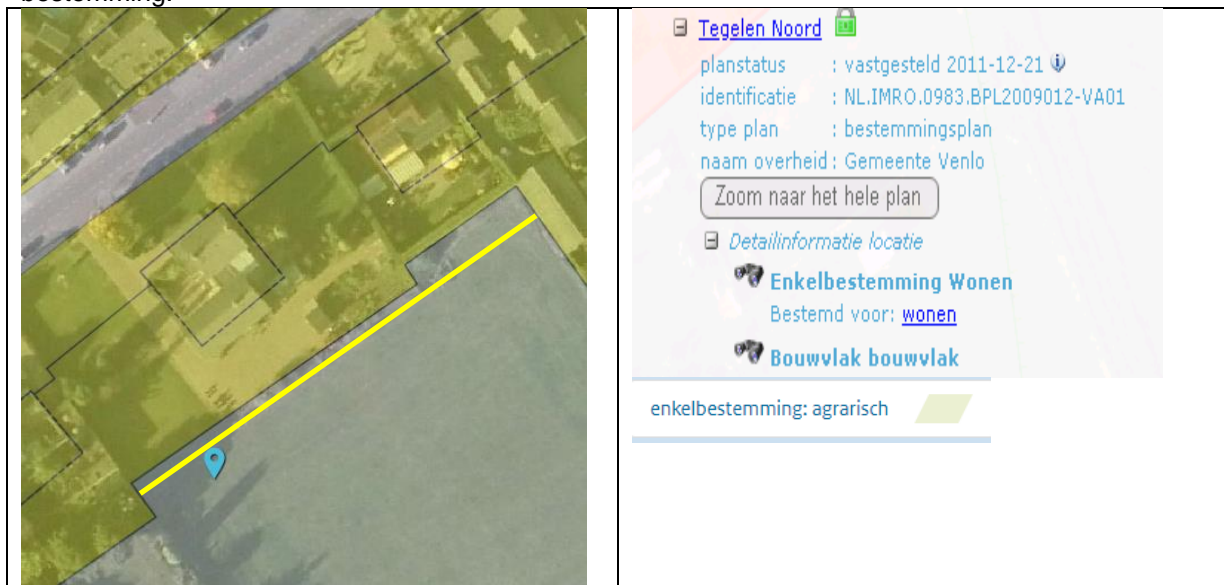 bestemming.
Tegelen Noord
planstatus : vastgesteld 2011-12-21
identificatie : NL.IMRO.0983.BPL2009012-VA01
type plan : bestemmingsplan
naam overheid : Gemeente Venlo
Zoom naar het hele plan
Detailinformatie locatie
Enkelbestemming Wonen
Bestemd voor: wonen
Bouwvlak bouwvlak
enkelbestemming: agrarisch